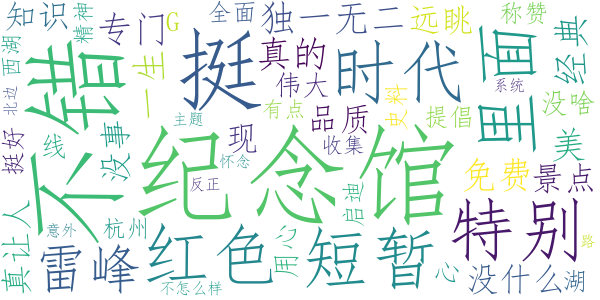 知识
专门
G
全面
独一无二
远眺
称赞
精神
西湖
北边
不错
一生
挺
真的
伟大
时代
里面
经典
有点
史料
提倡
系统
没啥
挺好
线
没事
主题
现
品质
收集
美
纪念馆
怀念
反正
启迪
免费
景点
真让人
意外
杭州
雷峰
红色
用心
短暂
心
特别
没什么
湖
路
不怎么样